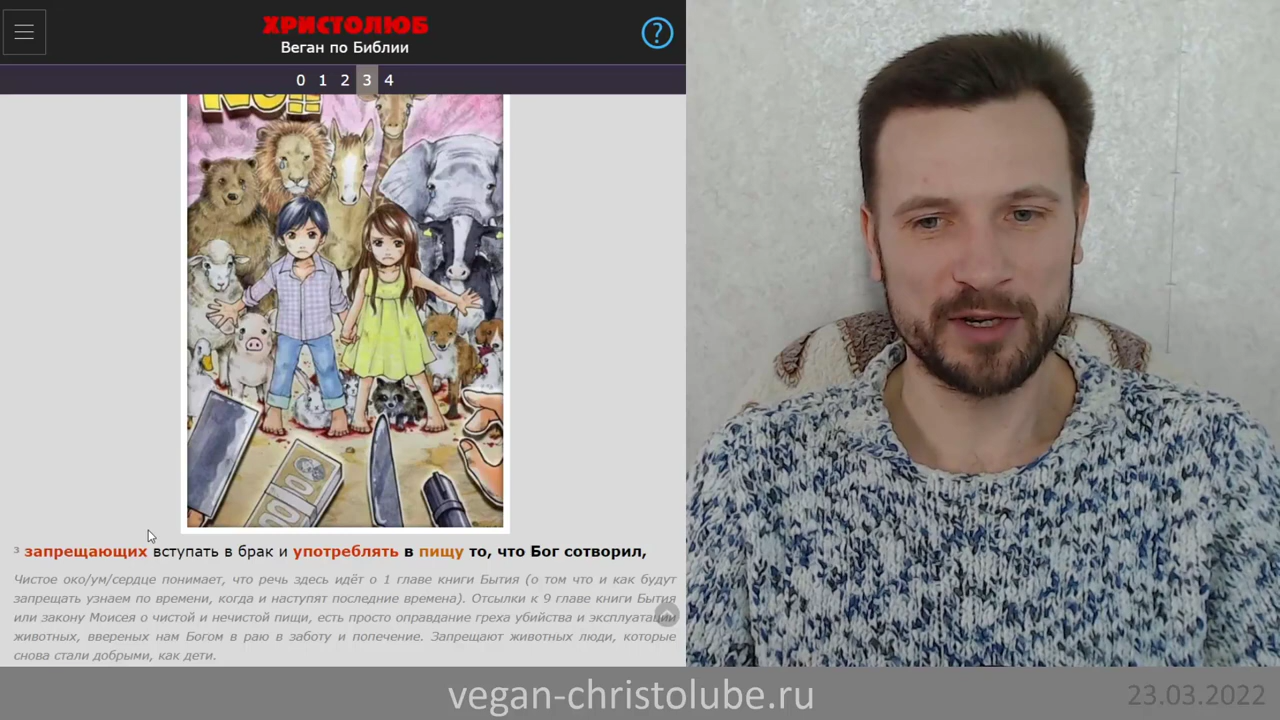 ХРИСТОЛЮБ
Веган по Библии
?
0 1 2 3 4
NO!!
3 запрещающих вступать в брак и употреблять в пищу то, что Бог сотворил,
Чистое око/ум/сердце понимает, что речь здесь идёт о 1 главе книги Бытия (о том что и как будут
запрещать узнаем по времени, когда и наступят последние времена). Отсылки к 9 главе книги Бытия
или закону Моисея о чистой и нечистой пищи, есть просто оправдание греха убийства и эксплуатации
животных, ввереных нам Богом в раю в заботу и попечение. Запрещают животных люди, которые
снова стали добрыми, как дети.
vegan-christolube.ru
23.03.2022